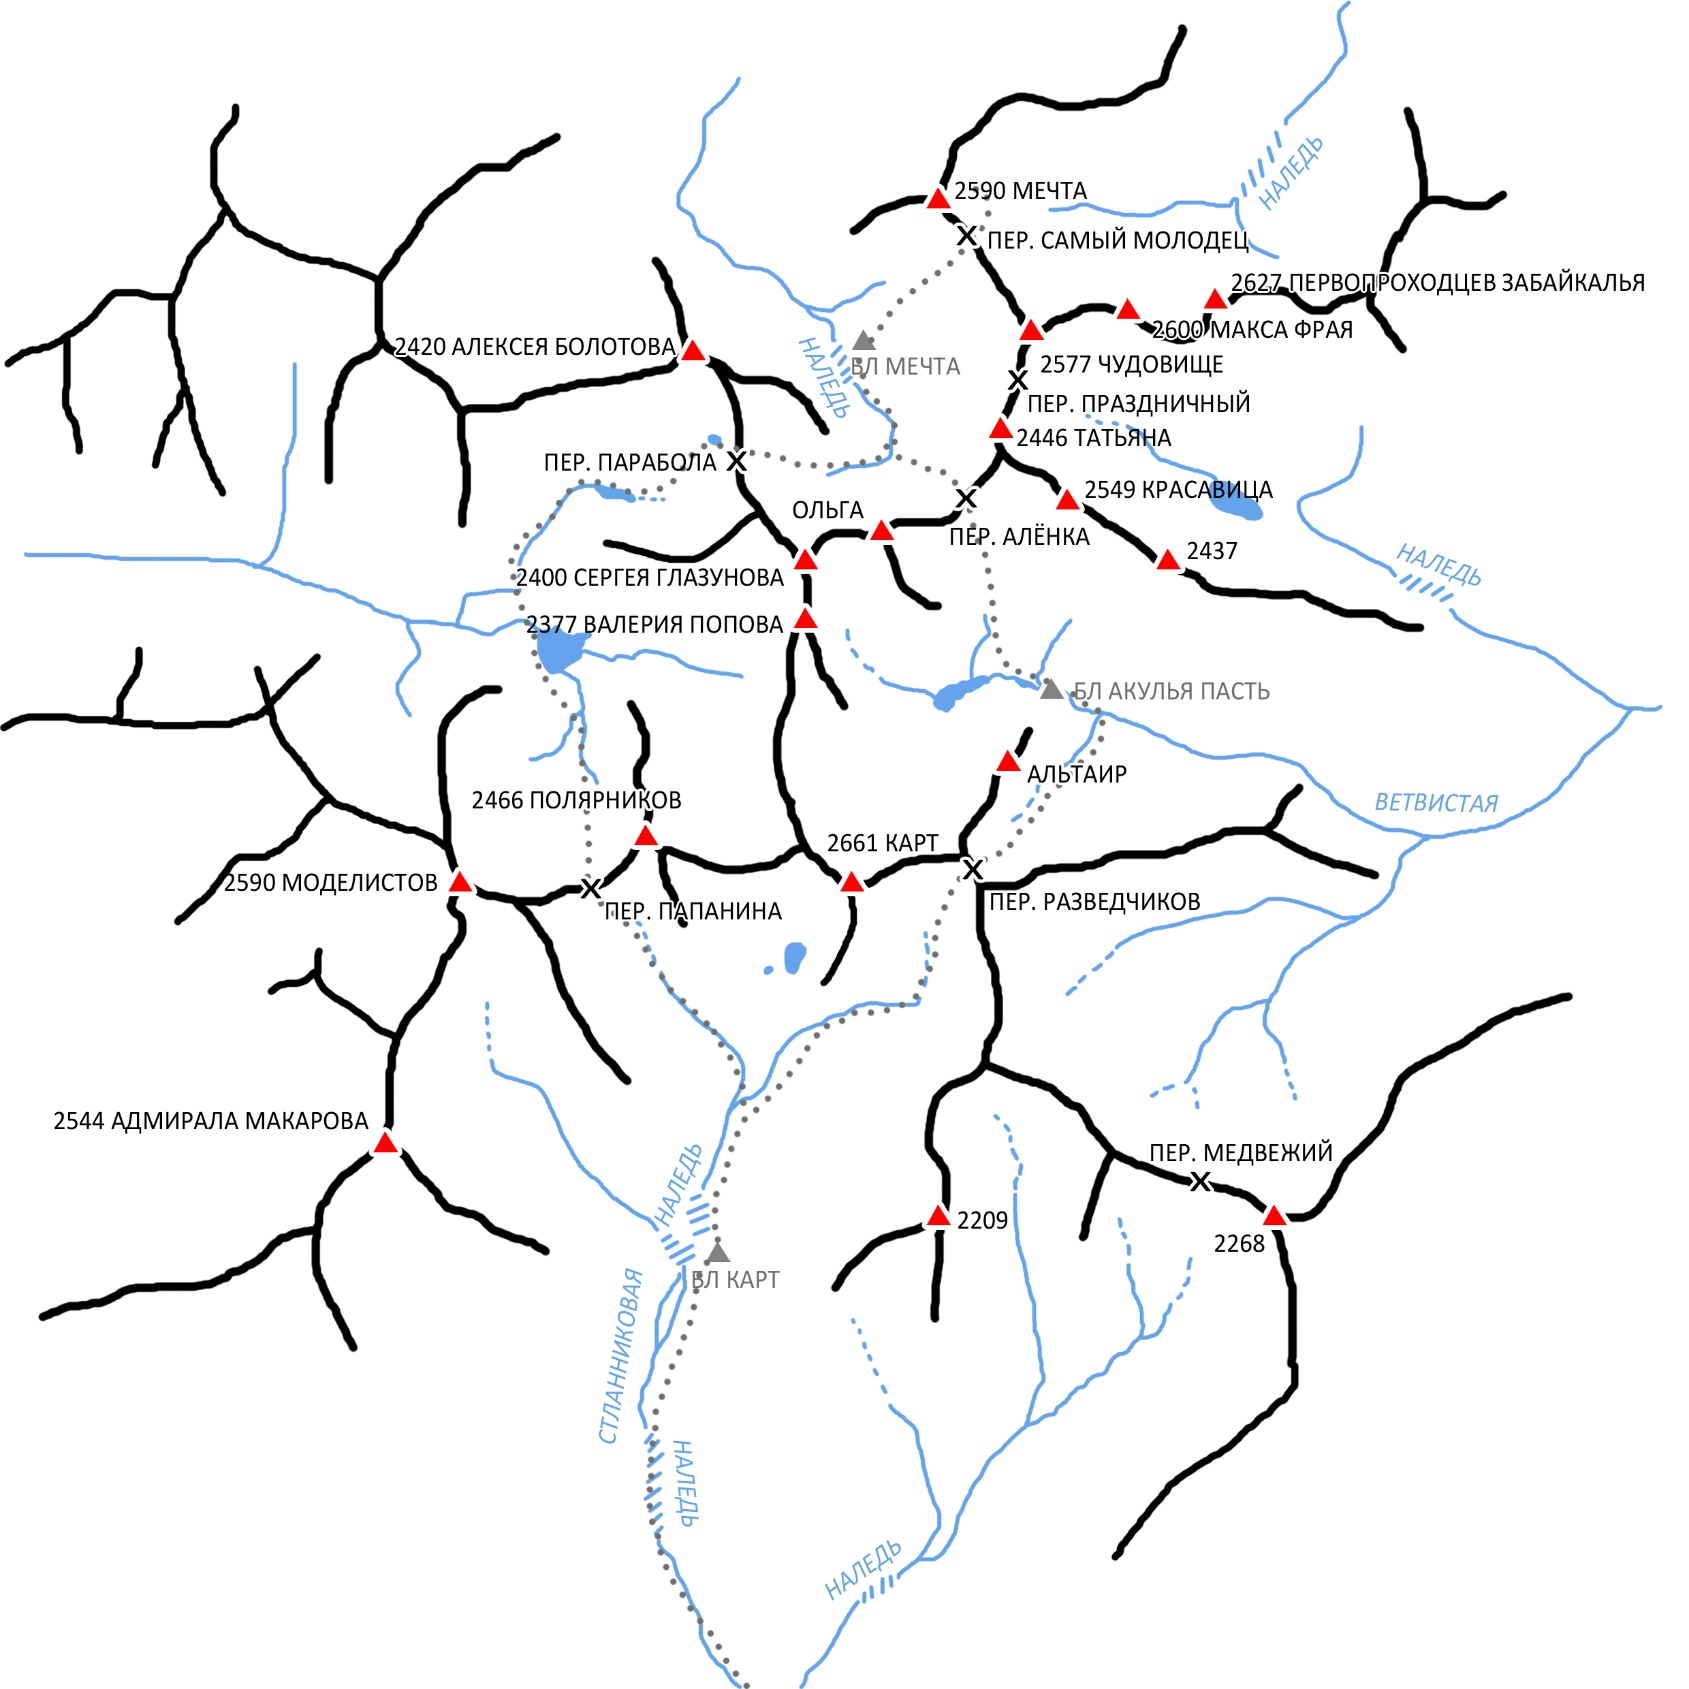 2590 МЕЧТА
НАЛЕДЬ
ПЕР. САМЫЙ МОЛОДЕЦ
2627 ПЕРВОПРОХОДЦЕВ ЗАБАЙКАЛЬЯ
2600 МАКСА ФРАЯ
2420 АЛЕКСЕЯ БОЛОТОВА
НАЛЕДЬ
БЛ МЕЧТА
2577 ЧУДОВИЩЕ
ПЕР. ПРАЗДНИЧНЫЙ
2446 ТАТЬЯНА
ПЕР. ПАРАБОЛА
2549 КРАСАВИЦА
ОЛЬГА
ПЕР. АЛЁНКА
2437
НАЛЕДЬ
2400 СЕРГЕЯ ГЛАЗУНОВА
2377 ВАЛЕРИЯ ПОПОВА
БЛ АКУЛЬЯ ПАСТЬ
АЛЬТАИР
2466 ПОЛЯРНИКОВ
ВЕТВИСТАЯ
2661 КАРТ
2590 МОДЕЛИСТОВ
ПЕР. ПАПАНИНА
ПЕР. РАЗВЕДЧИКОВ
2544 АДМИРАЛА МАКАРОВА
ПЕР. МЕДВЕЖИЙ
НАЛЕДЬ
2209
2268
БЛ КАРТ
СТЛАННИКОВАЯ
НАЛЕДЬ
НАЛЕДЬ